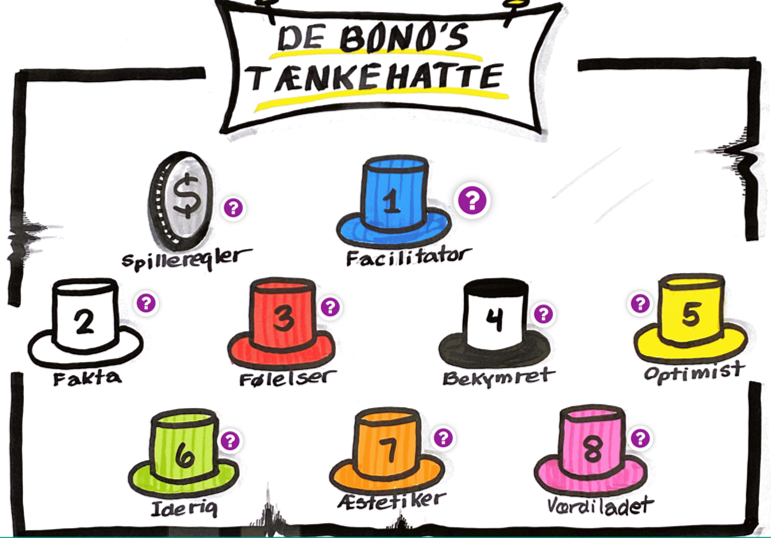 DE BONO'S
TÆNKEHATTE
$
?
1
?
Spilleregler
Facilitator
2
?
3
?
4
?
?
5
Fakta
Følelser
Bekymret
Optimist
6
?
7
?
8
?
Iderig
Æstetiker
Værdiladet